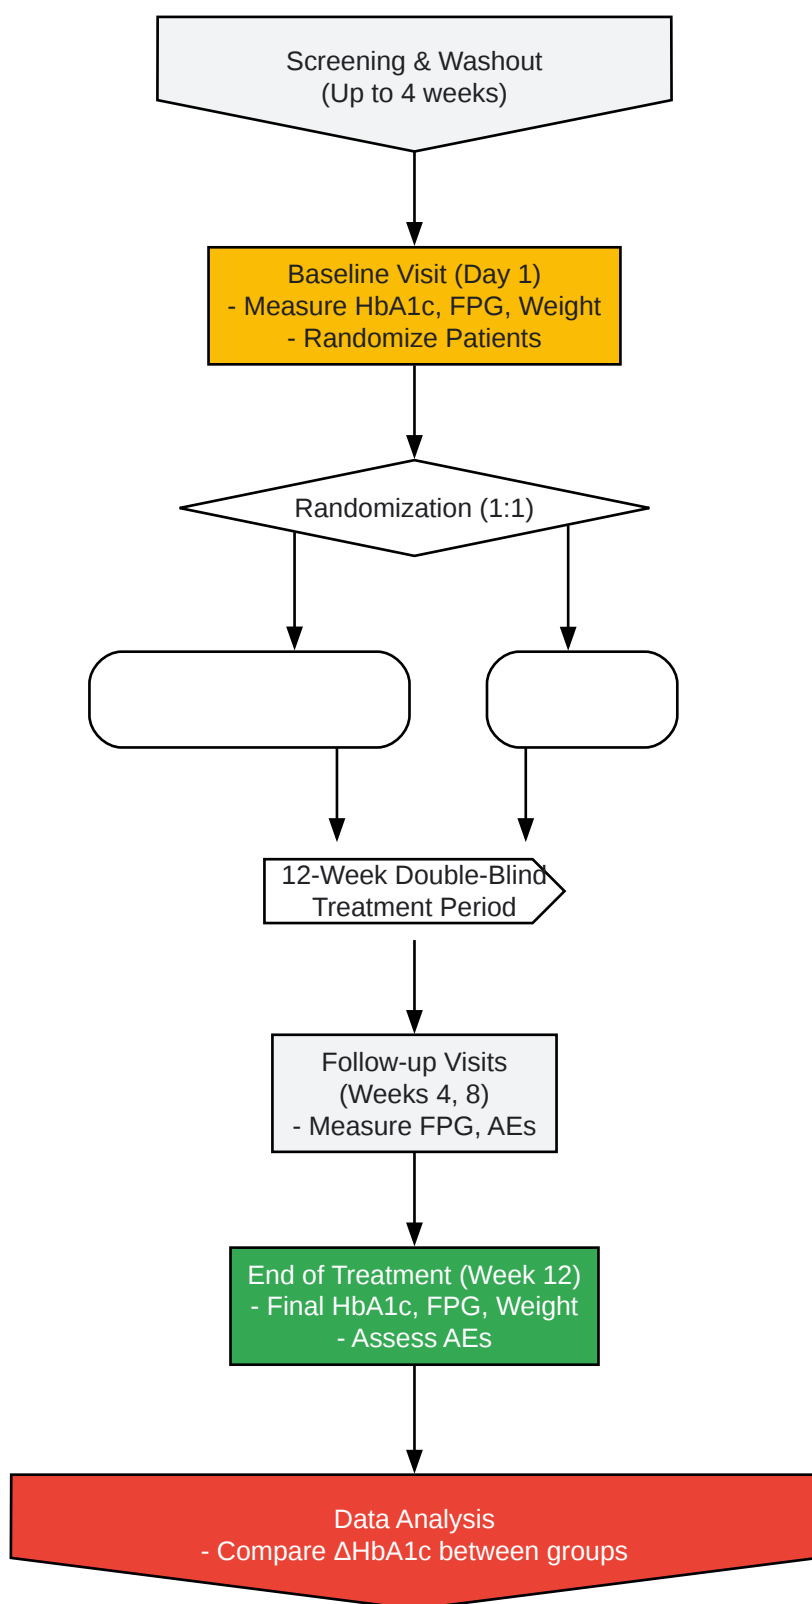 Screening & Washout
(Up to 4 weeks)
Baseline Visit (Day 1)
- Measure HbA1c, FPG, Weight
- Randomize Patients
Randomization (1:1)
12-Week Double-Blind
Treatment Period
Follow-up Visits
(Weeks 4, 8)
- Measure FPG, AEs
End of Treatment (Week 12)
- Final HbA1c, FPG, Weight
- Assess AEs
Data Analysis
- Compare ΔHbA1c between groups